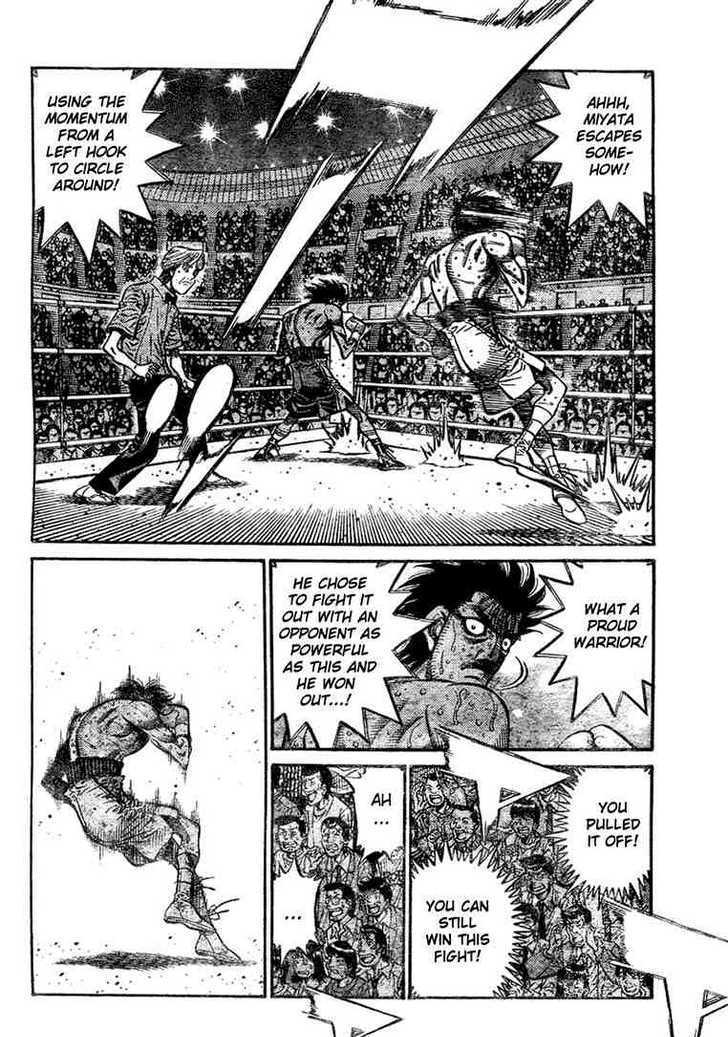 AHHH,
MIYATA
ESCAPES
SOME-
HOW!
USING THE
MOMENTUM
FROM A
LEFT HOOK
TO CIRCLE
AROUND!
WHAT A
PROUD
WARRIOR!
HE CHOSE
TO FIGHT IT
OUT WITH AN
OPPONENT AS
POWERFUL
AS THIS AND
HE WON
OUT...!
YOU
PULLED
IT OFF!
YOU CAN
STILL
WIN THIS
FIGHT!
AH
...
...